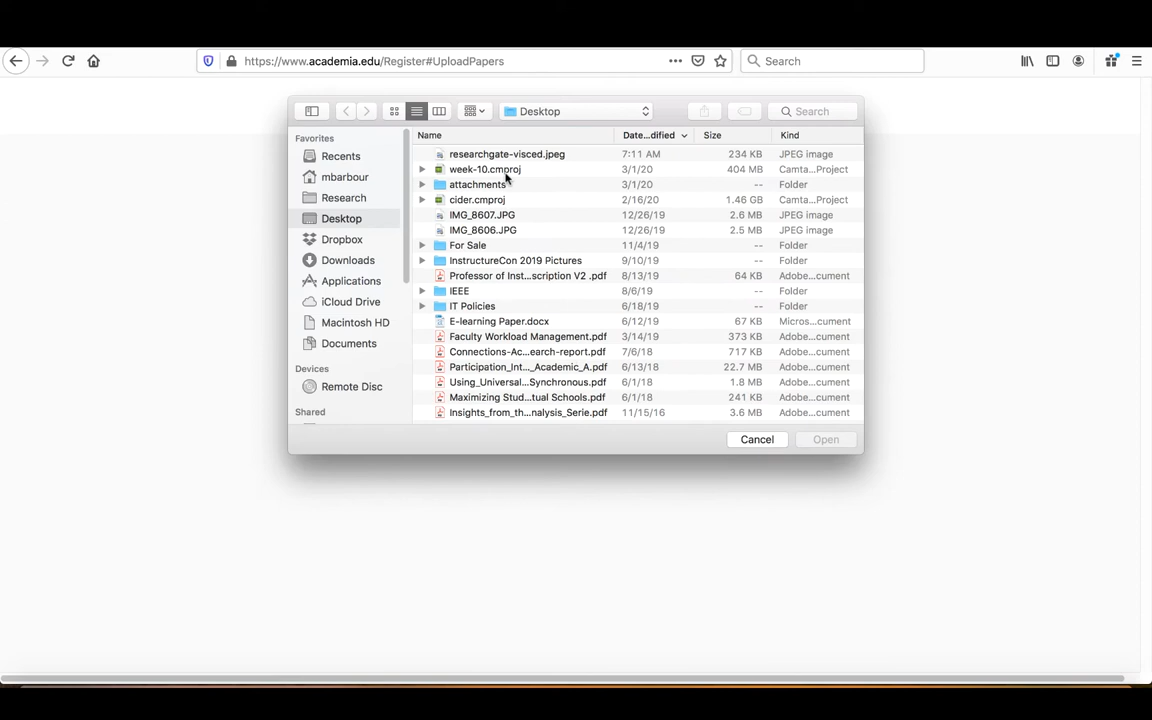 https://www.academia.edu/Register#UploadPapers
Search
Desktop
Search
Favorites
Name
Date...dified
Size
Kind
researchgate-visced.jpeg 7:11 AM 234 KB JPEG image
Recents
week-10.cmproj 3/1/20 404 MB Camta...Project
mbarbour
attachments 3/1/20 -- Folder
Research
cider.cmproj 2/16/20 1.46 GB Camta...Project
Desktop
IMG_8607.JPG 12/26/19 2.6 MB JPEG image
IMG_8606.JPG 12/26/19 2.5 MB JPEG image
Dropbox
For Sale 11/4/19 -- Folder
Downloads
InstructureCon 2019 Pictures 9/10/19 -- Folder
Applications
Professor of Inst...scription V2 .pdf 8/13/19 64 KB Adobe...cument
IEEE 8/6/19 -- Folder
iCloud Drive
IT Policies 6/18/19 -- Folder
Macintosh HD
E-learning Paper.docx 6/12/19 67 KB Micros...cument
Documents
Faculty Workload Management.pdf 3/14/19 373 KB Adobe...cument
Connections-Ac...earch-report.pdf 7/6/18 717 KB Adobe...cument
Devices
Participation_Int..._Academic_A.pdf 6/13/18 22.7 MB Adobe...cument
Remote Disc
Using_Universal...Synchronous.pdf 6/1/18 1.8 MB Adobe...cument
Maximizing Stud...tual Schools.pdf 6/1/18 241 KB Adobe...cument
Shared
Insights_from_th...nalysis_Serie.pdf 11/15/16 3.6 MB Adobe...cument
Cancel
Open